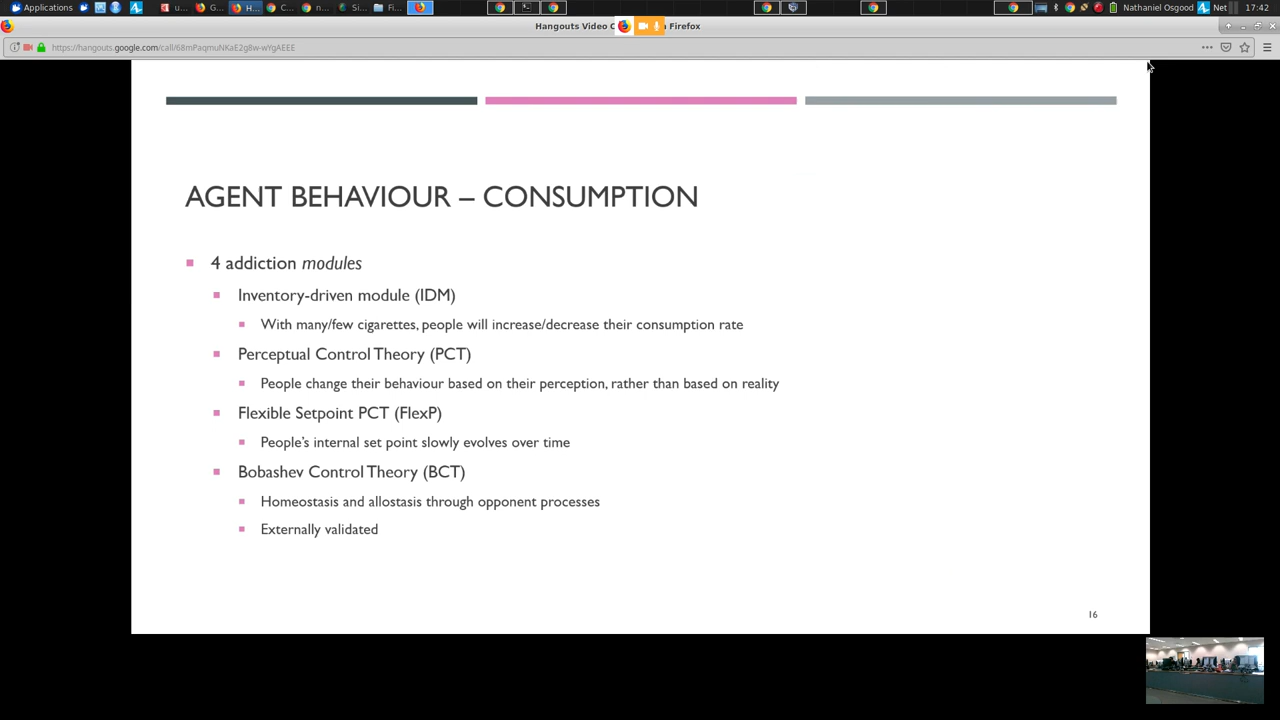 Applications
u...
G...
H...
C...
n...
Si...
Fi...
Nathaniel Osgood
Net
17:42
Hangouts Video C
Firefox
https://hangouts.google.com/call/68mPaqmuNKaE2g8w-wYgAEEE
AGENT BEHAVIOUR – CONSUMPTION
4 addiction modules
Inventory-driven module (IDM)
With many/few cigarettes, people will increase/decrease their consumption rate
Perceptual Control Theory (PCT)
People change their behaviour based on their perception, rather than based on reality
Flexible Setpoint PCT (FlexP)
People's internal set point slowly evolves over time
Bobashev Control Theory (BCT)
Homeostasis and allostasis through opponent processes
Externally validated
16